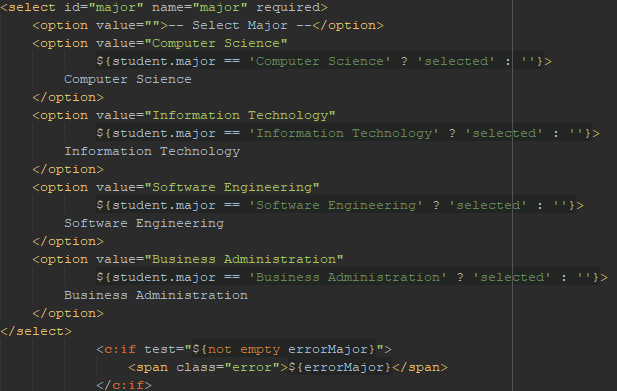 <select id="major" name="major" required>
<option value="">-- Select Major --</option>
<option value="Computer Science"
${student.major == 'Computer Science' ? 'selected' : ''}>
Computer Science
</option>
<option value="Information Technology"
${student.major == 'Information Technology' ? 'selected' : ''}>
Information Technology
</option>
<option value="Software Engineering"
${student.major == 'Software Engineering' ? 'selected' : ''}>
Software Engineering
</option>
<option value="Business Administration"
${student.major == 'Business Administration' ? 'selected' : ''}>
Business Administration
</option>
</select>
<c:if test="${not empty errorMajor}">
<span class="error">${errorMajor}</span>
</c:if>